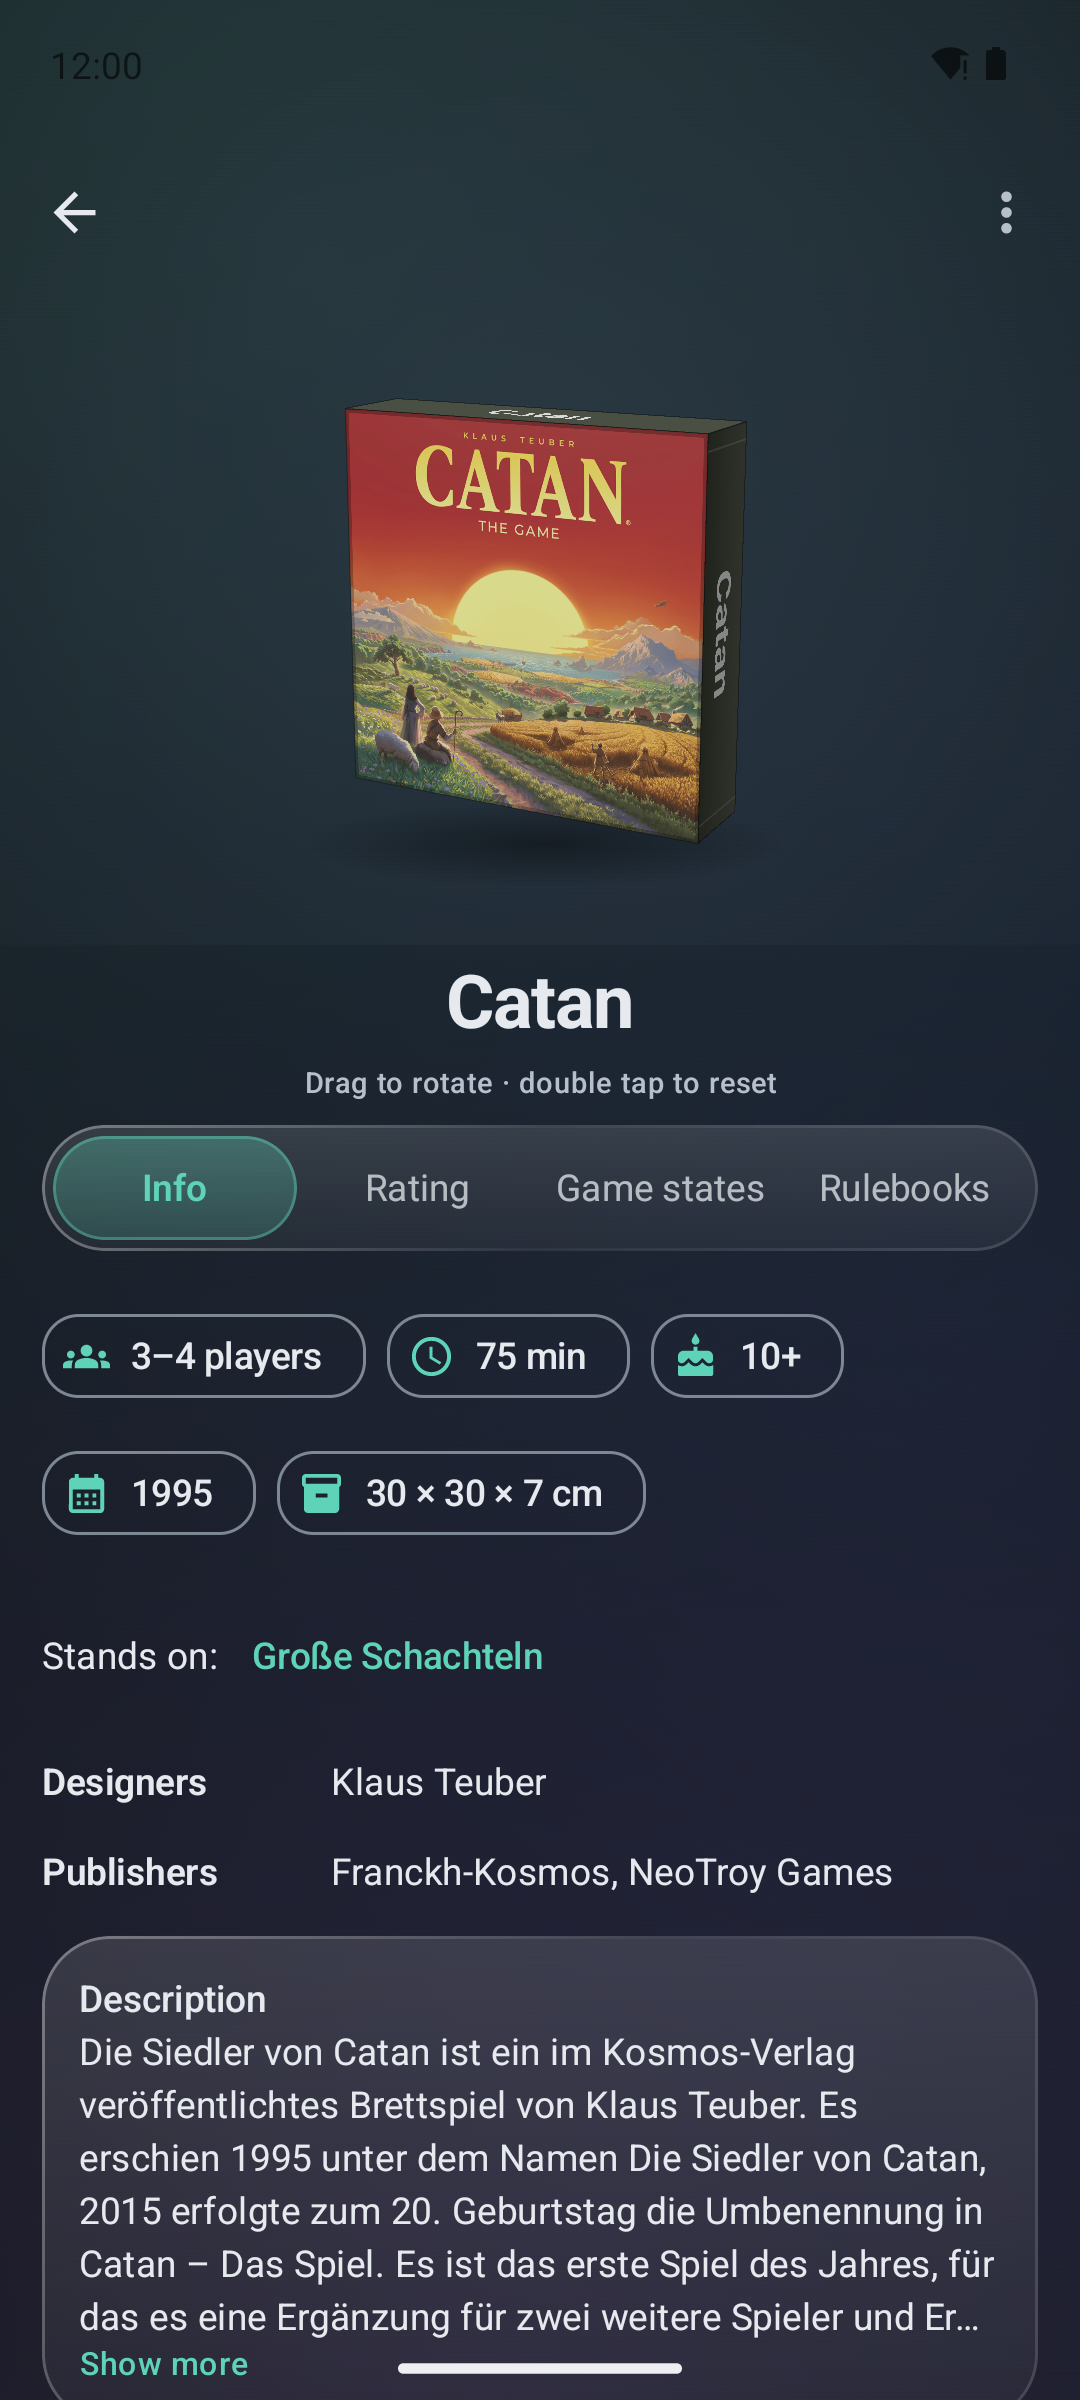 12:00
Catan
KLAUS TEUBER
CATAN
THE GAME
Catan
Catan
Drag to rotate · double tap to reset
Info Rating Game states Rulebooks
3–4 players 75 min 10+
1995 30 × 30 × 7 cm
Stands on: Große Schachteln
Designers Klaus Teuber
Publishers Franckh-Kosmos, NeoTroy Games
Description
Die Siedler von Catan ist ein im Kosmos-Verlag
veröffentlichtes Brettspiel von Klaus Teuber. Es
erschien 1995 unter dem Namen Die Siedler von Catan,
2015 erfolgte zum 20. Geburtstag die Umbenennung in
Catan – Das Spiel. Es ist das erste Spiel des Jahres, für
das es eine Ergänzung für zwei weitere Spieler und Er…
Show more